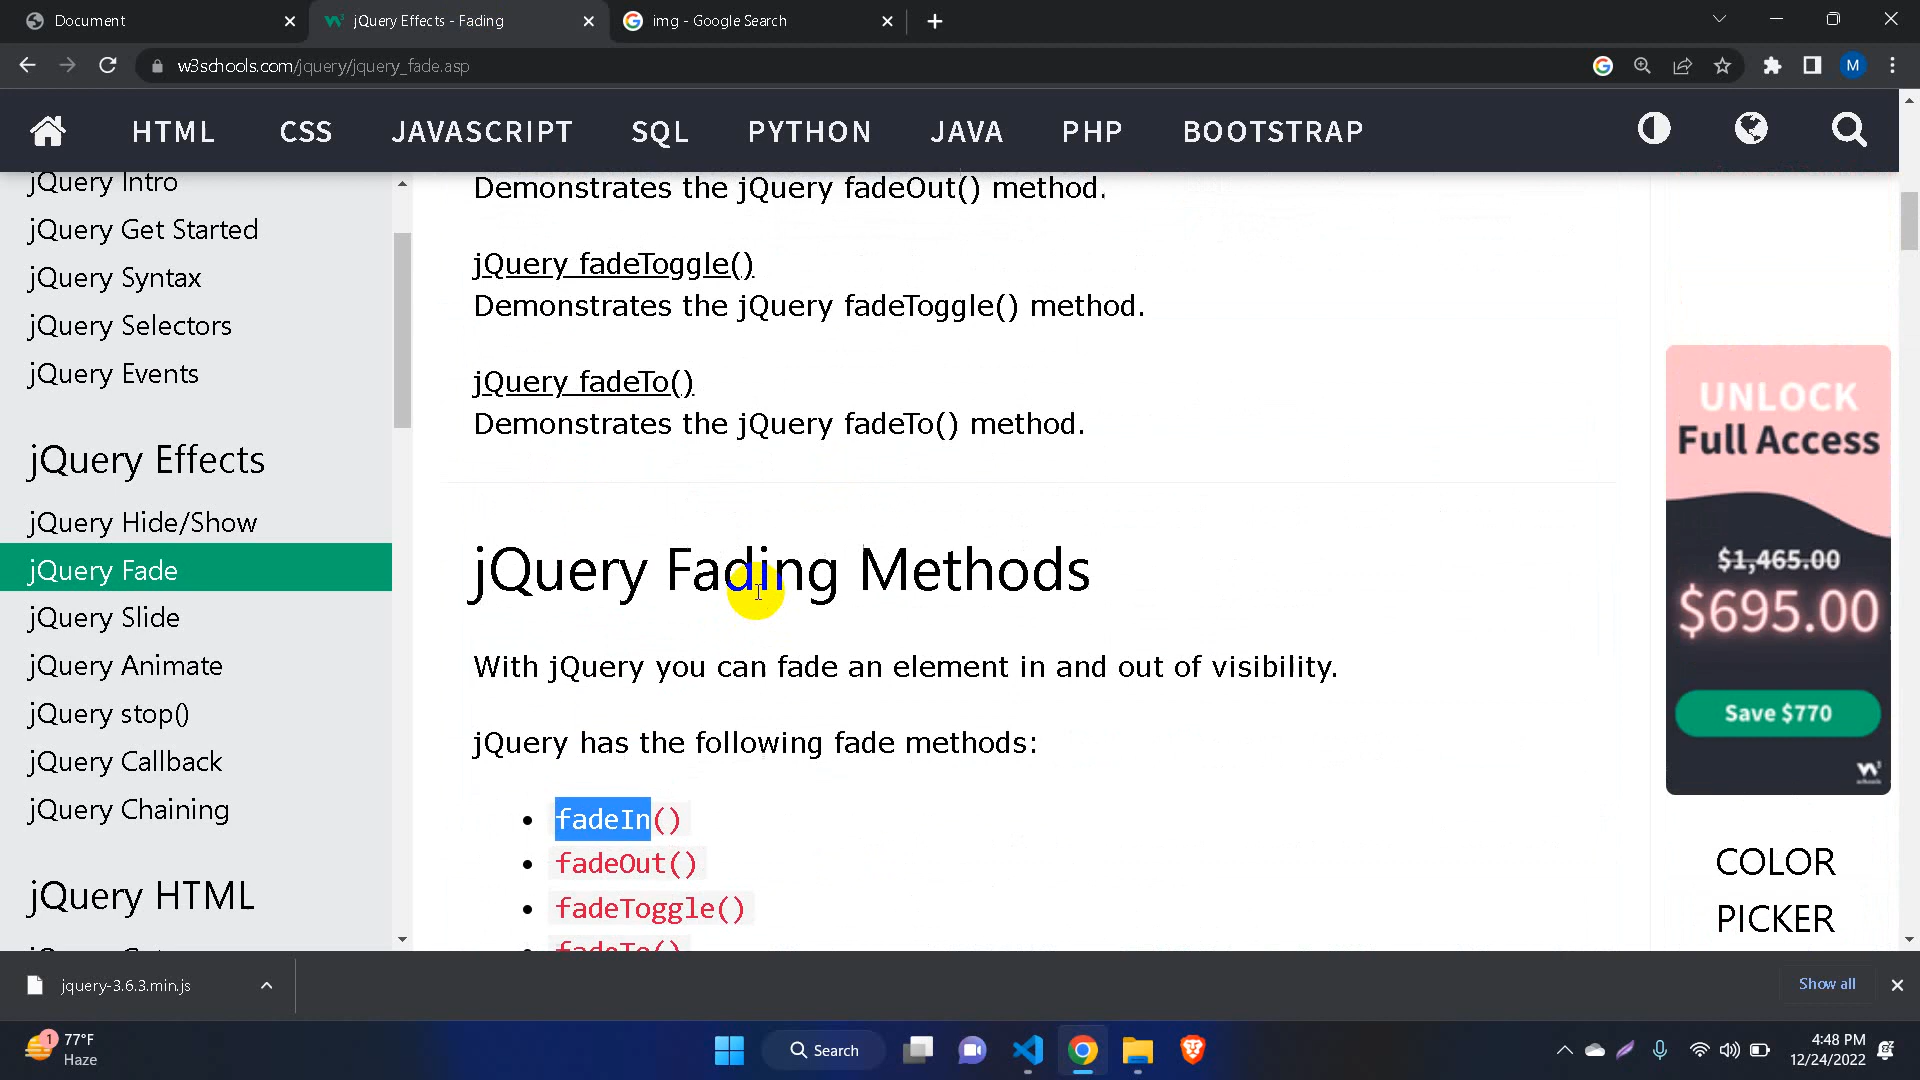 Document
jQuery Effects - Fading
img - Google Search
w3schools.com/jquery/jquery_fade.asp
M
HTML CSS JAVASCRIPT SQL PYTHON JAVA PHP BOOTSTRAP
jQuery Intro
jQuery Get Started
jQuery Syntax
jQuery Selectors
jQuery Events
jQuery Effects
jQuery Hide/Show
jQuery Fade
jQuery Slide
jQuery Animate
jQuery stop()
jQuery Callback
jQuery Chaining
jQuery HTML
Demonstrates the jQuery fadeOut() method.
jQuery fadeToggle()
Demonstrates the jQuery fadeToggle() method.
jQuery fadeTo()
Demonstrates the jQuery fadeTo() method.
jQuery Fading Methods
With jQuery you can fade an element in and out of visibility.
jQuery has the following fade methods:
• fadeIn()
• fadeOut()
• fadeToggle()
• fadeTo()
UNLOCK
Full Access
$1,465.00
$695.00
Save $770
COLOR
PICKER
jquery-3.6.3.min.js
Show all
1
77°F
Haze
Search
4:48 PM
12/24/2022